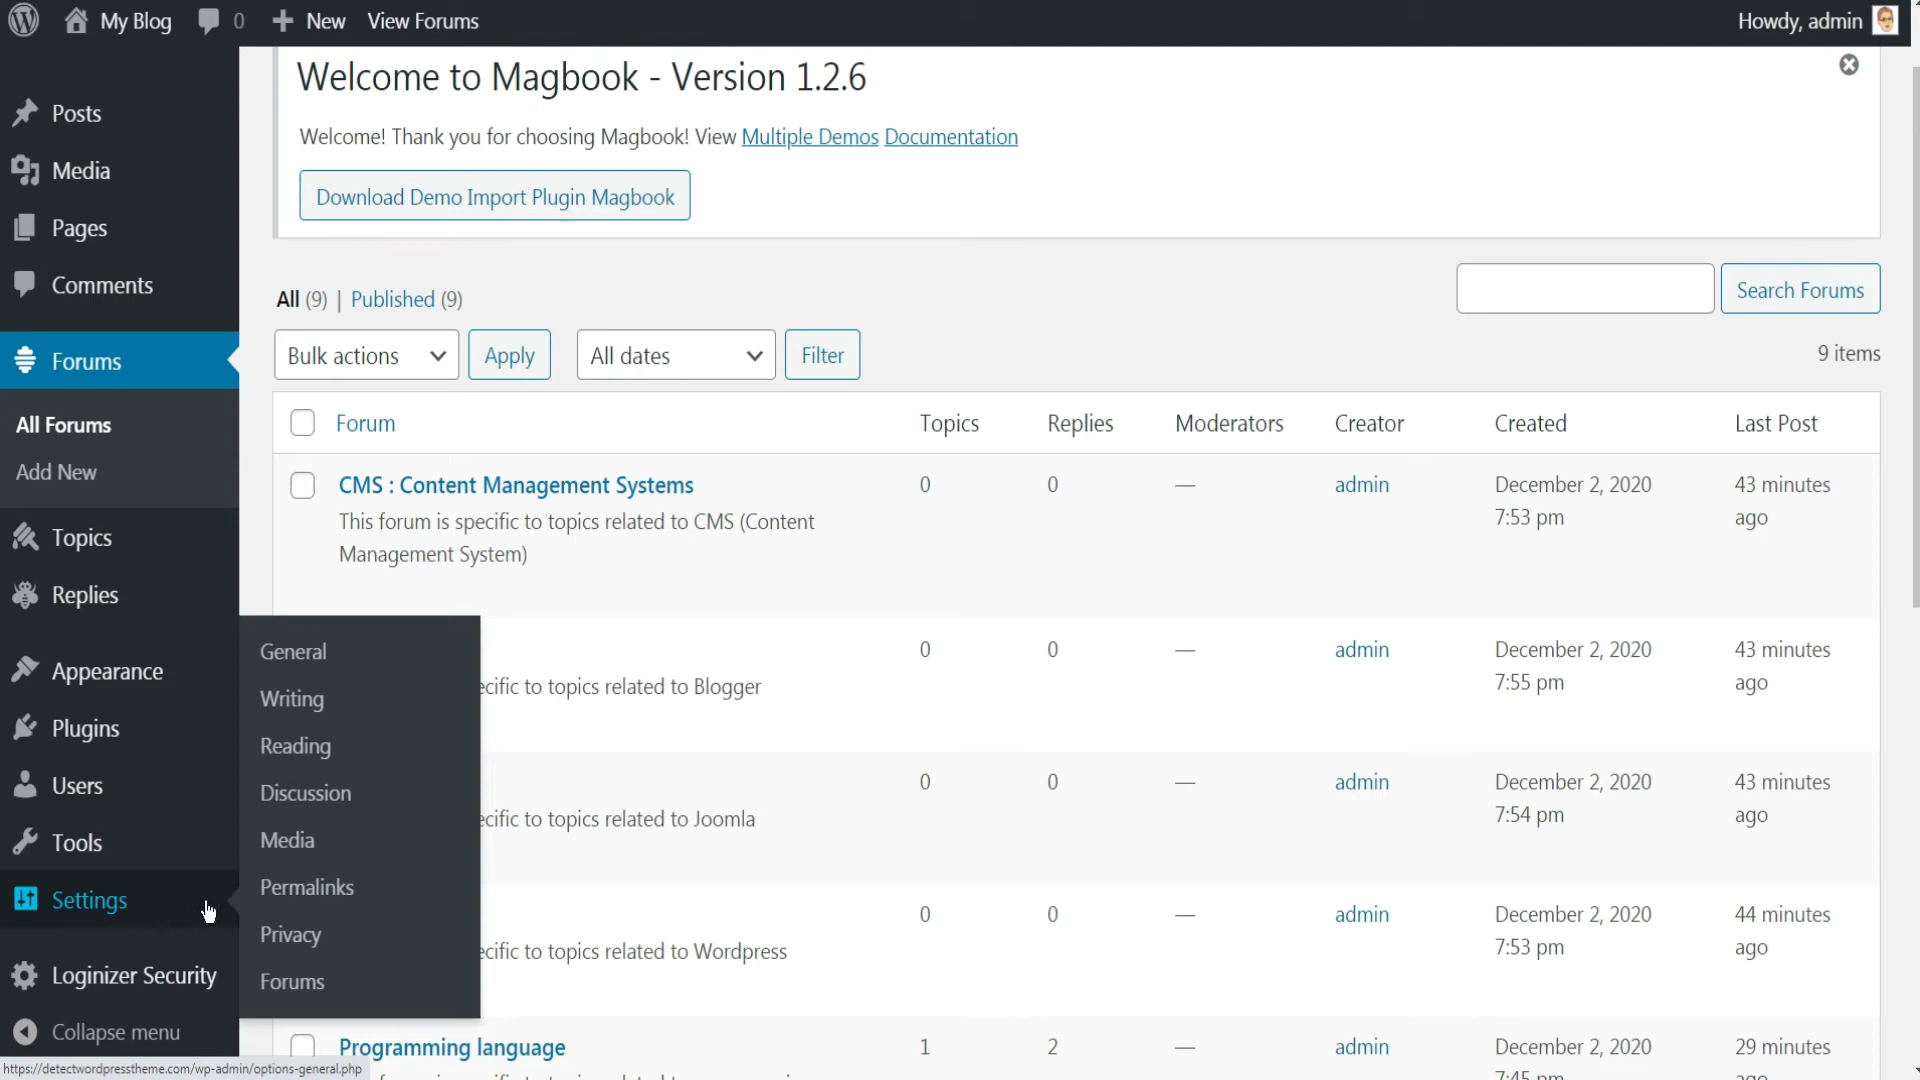 My Blog 0 New View Forums Howdy, admin
Posts
Media
Pages
Comments
Forums
All Forums
Add New
Topics
Replies
Appearance
Plugins
Users
Tools
Settings
Loginizer Security
Collapse menu
General
Writing
Reading
Discussion
Media
Permalinks
Privacy
Forums
Welcome to Magbook - Version 1.2.6
Welcome! Thank you for choosing Magbook! View Multiple Demos Documentation
Download Demo Import Plugin Magbook
All (9) | Published (9)
Search Forums
Bulk actions Apply All dates Filter
9 items
Forum Topics Replies Moderators Creator Created Last Post
CMS : Content Management Systems 0 0 — admin December 2, 2020 43 minutes
7:53 pm ago
This forum is specific to topics related to CMS (Content
Management System)
0 0 — admin December 2, 2020 43 minutes
ecific to topics related to Blogger 7:55 pm ago
0 0 — admin December 2, 2020 43 minutes
ecific to topics related to Joomla 7:54 pm ago
0 0 — admin December 2, 2020 44 minutes
ecific to topics related to Wordpress 7:53 pm ago
Programming language 1 2 — admin December 2, 2020 29 minutes
7:45 pm ago
https://detectwordpresstheme.com/wp-admin/options-general.php